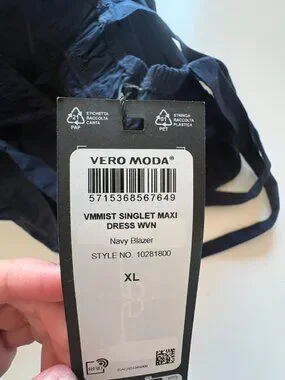 ETICHETTA
RACCOLTA
CARTA
PAP
STRINGA
RACCOLTA
PLASTICA
PET
VERO MODA®
5715368567649
VMMIST SINGLET MAXI
DRESS WVN
Navy Blazer
STYLE NO. 10281800
XL
RFID